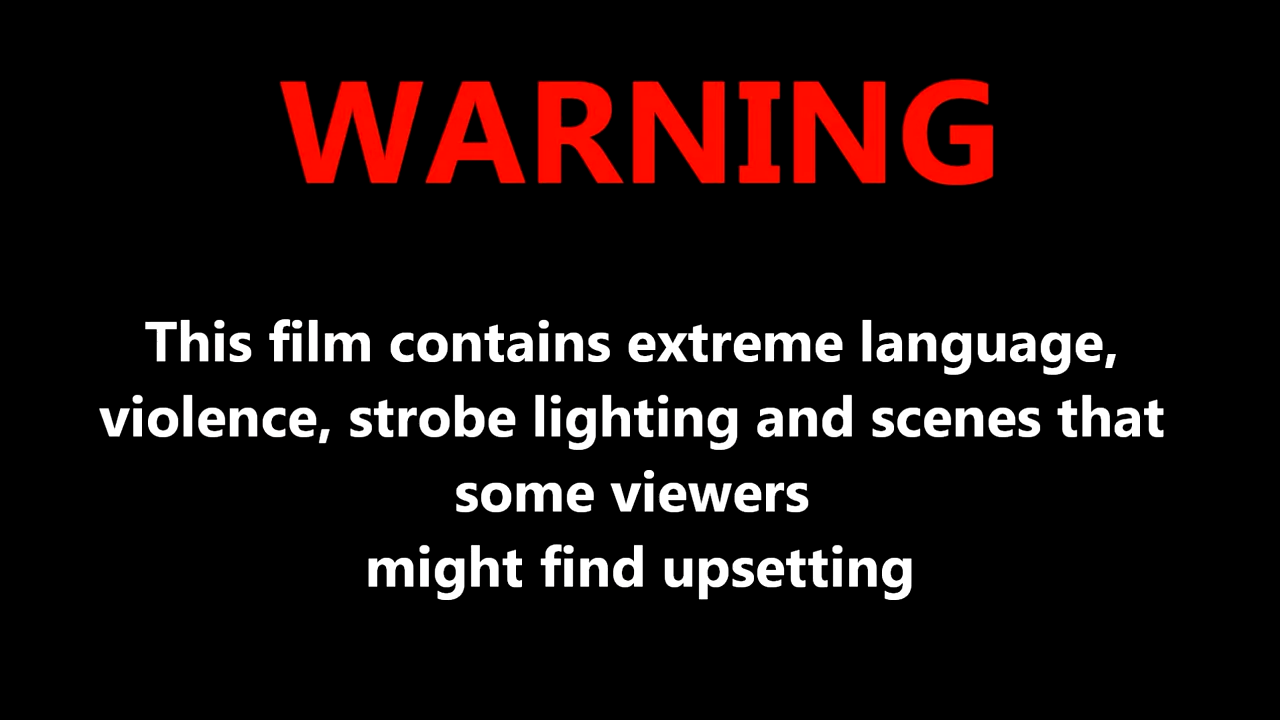 WARNING
This film contains extreme language,
violence, strobe lighting and scenes that
some viewers
might find upsetting